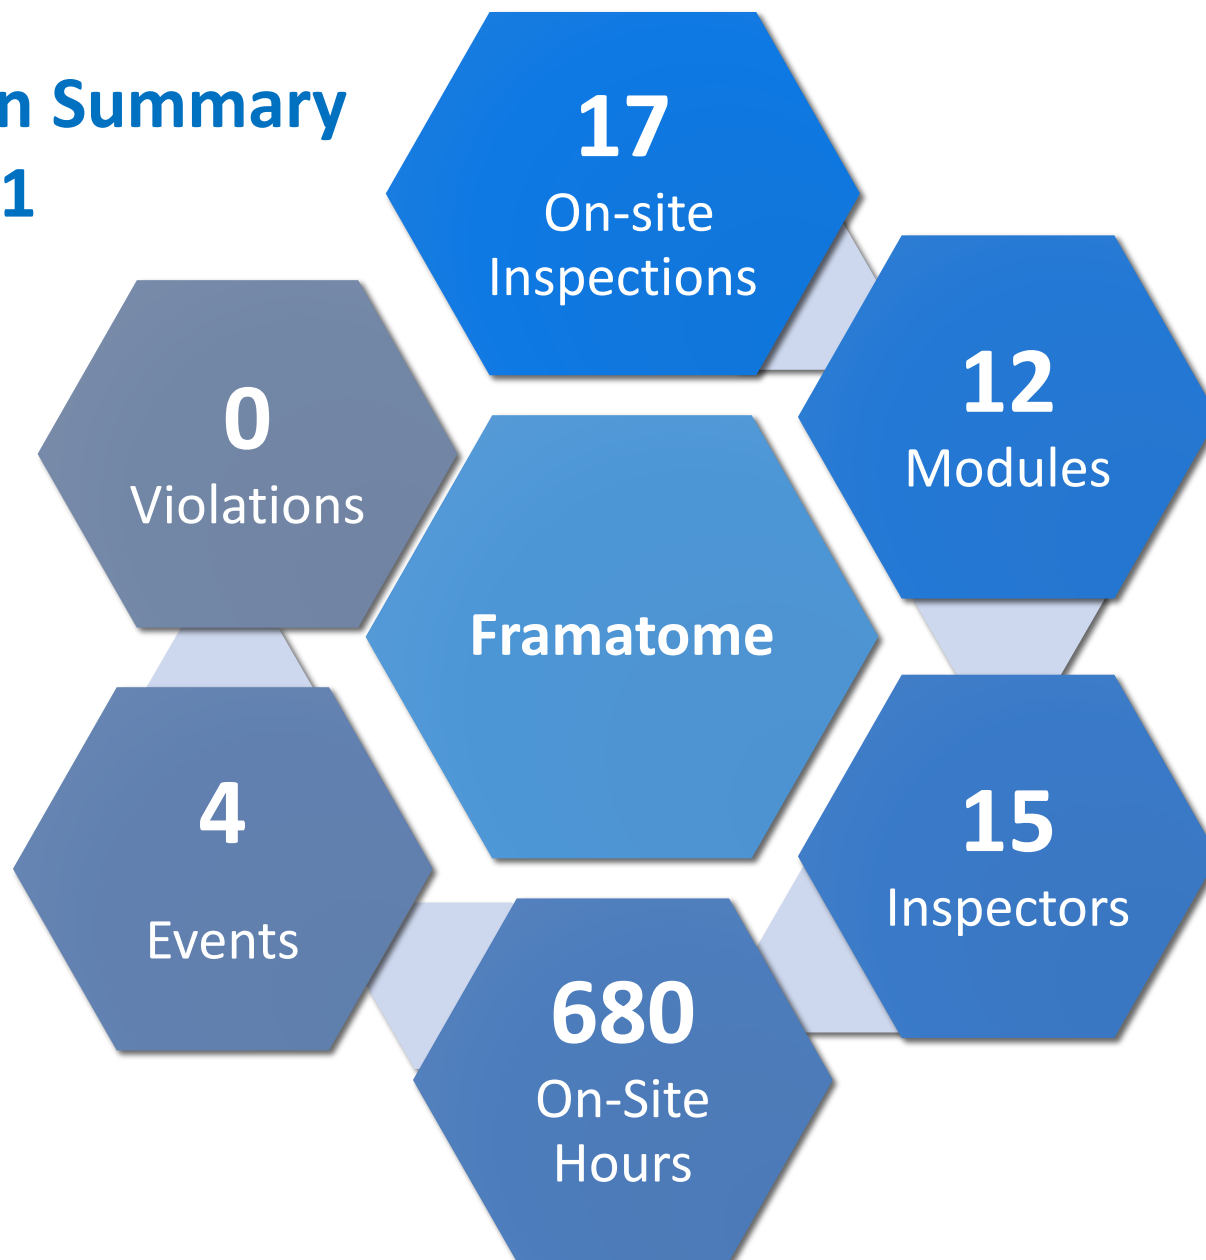 Summary
1
17
On-site
Inspections
12
Modules
0
Violations
Framatome
15
Inspectors
4
Events
680
On-Site
Hours